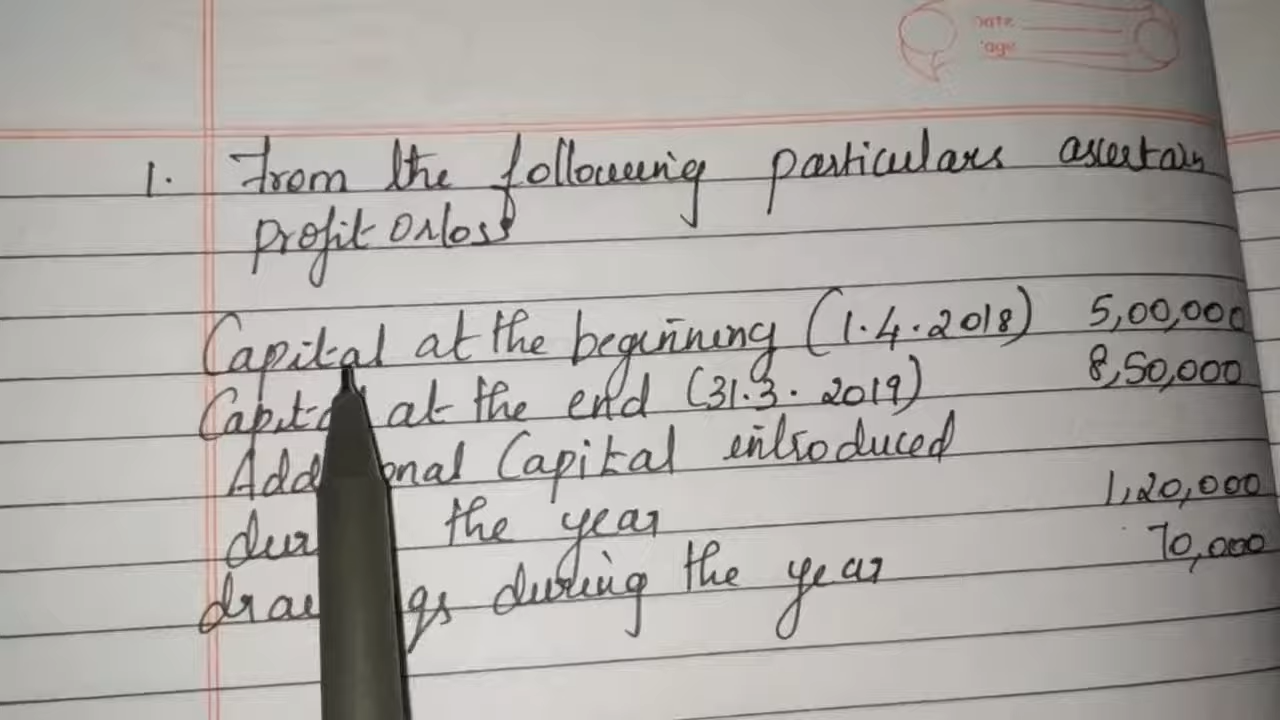 Date
age
1. From the following particulars ascertain
profit or loss
Capital at the beginning (1.4.2018) 5,00,000
at the end (31.3.2019) 8,50,000
Capital introduced
the year 1,20,000
during the year 70,000